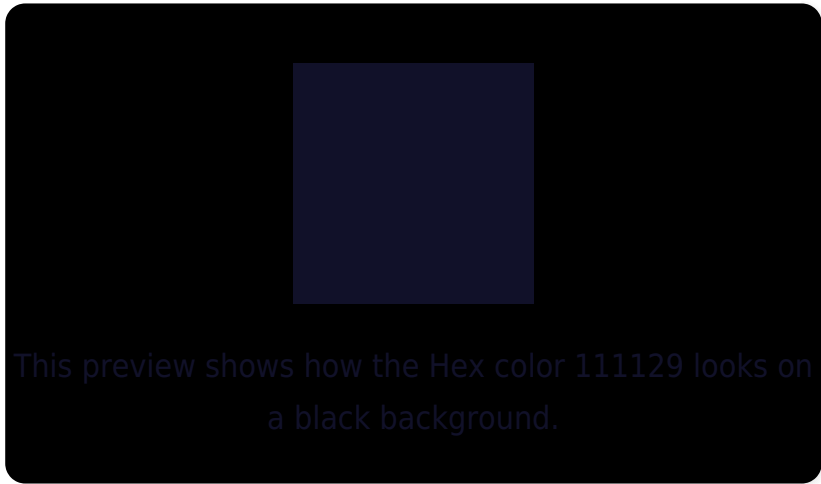 This preview shows how the Hex color 111129 looks on
a black background.